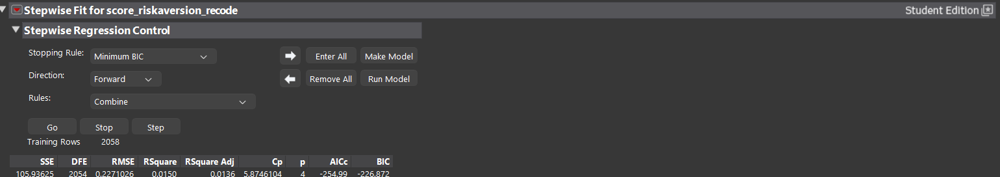 Stepwise Fit for score_riskaversion_recode
Student Edition
Stepwise Regression Control
Stopping Rule: Minimum BIC Enter All Make Model
Direction: Forward Remove All Run Model
Rules: Combine
Go Stop Step
Training Rows 2058
SSE DFE RMSE RSquare RSquare Adj Cp p AICc BIC
105.93625 2054 0.2271026 0.0150 0.0136 5.8746104 4 -254.99 -226.872